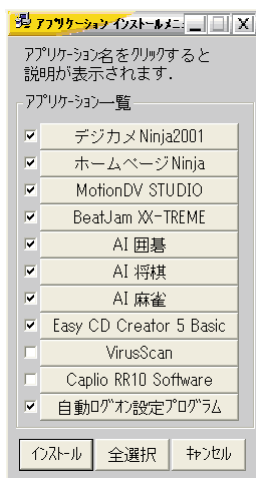 アプリケーション インストールメニ
アプリケーション名をクリックすると
説明が表示されます.
アプリケーション一覧
デジカメNinja2001
ホームページNinja
MotionDV STUDIO
BeatJam XX-TREME
AI 囲碁
AI 将棋
AI 麻雀
Easy CD Creator 5 Basic
VirusScan
Caplio RR10 Software
自動ログオン設定プログラム
インストール 全選択 キャンセル